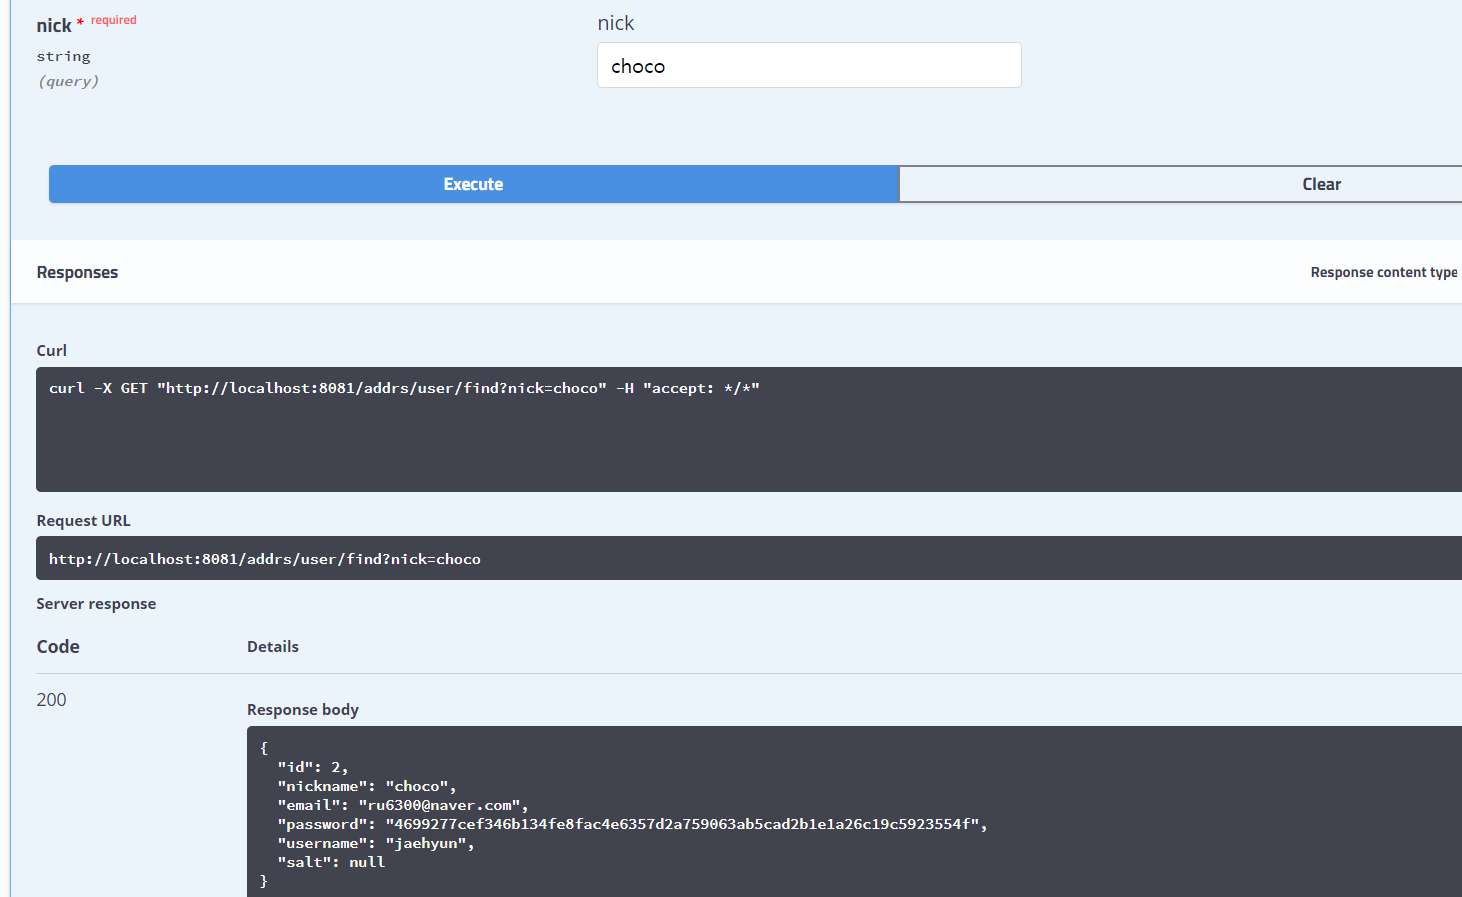 nick * required
nick
string
choco
(query)
Execute
Clear
Responses
Response content type
Curl
curl -X GET "http://localhost:8081/addrs/user/find?nick=choco" -H "accept: */*"
Request URL
http://localhost:8081/addrs/user/find?nick=choco
Server response
Code
Details
200
Response body
{
"id": 2,
"nickname": "choco",
"email": "ru6300@naver.com",
"password": "4699277cef346b134fe8fac4e6357d2a759063ab5cad2b1e1a26c19c5923554f",
"username": "jaehyun",
"salt": null
}